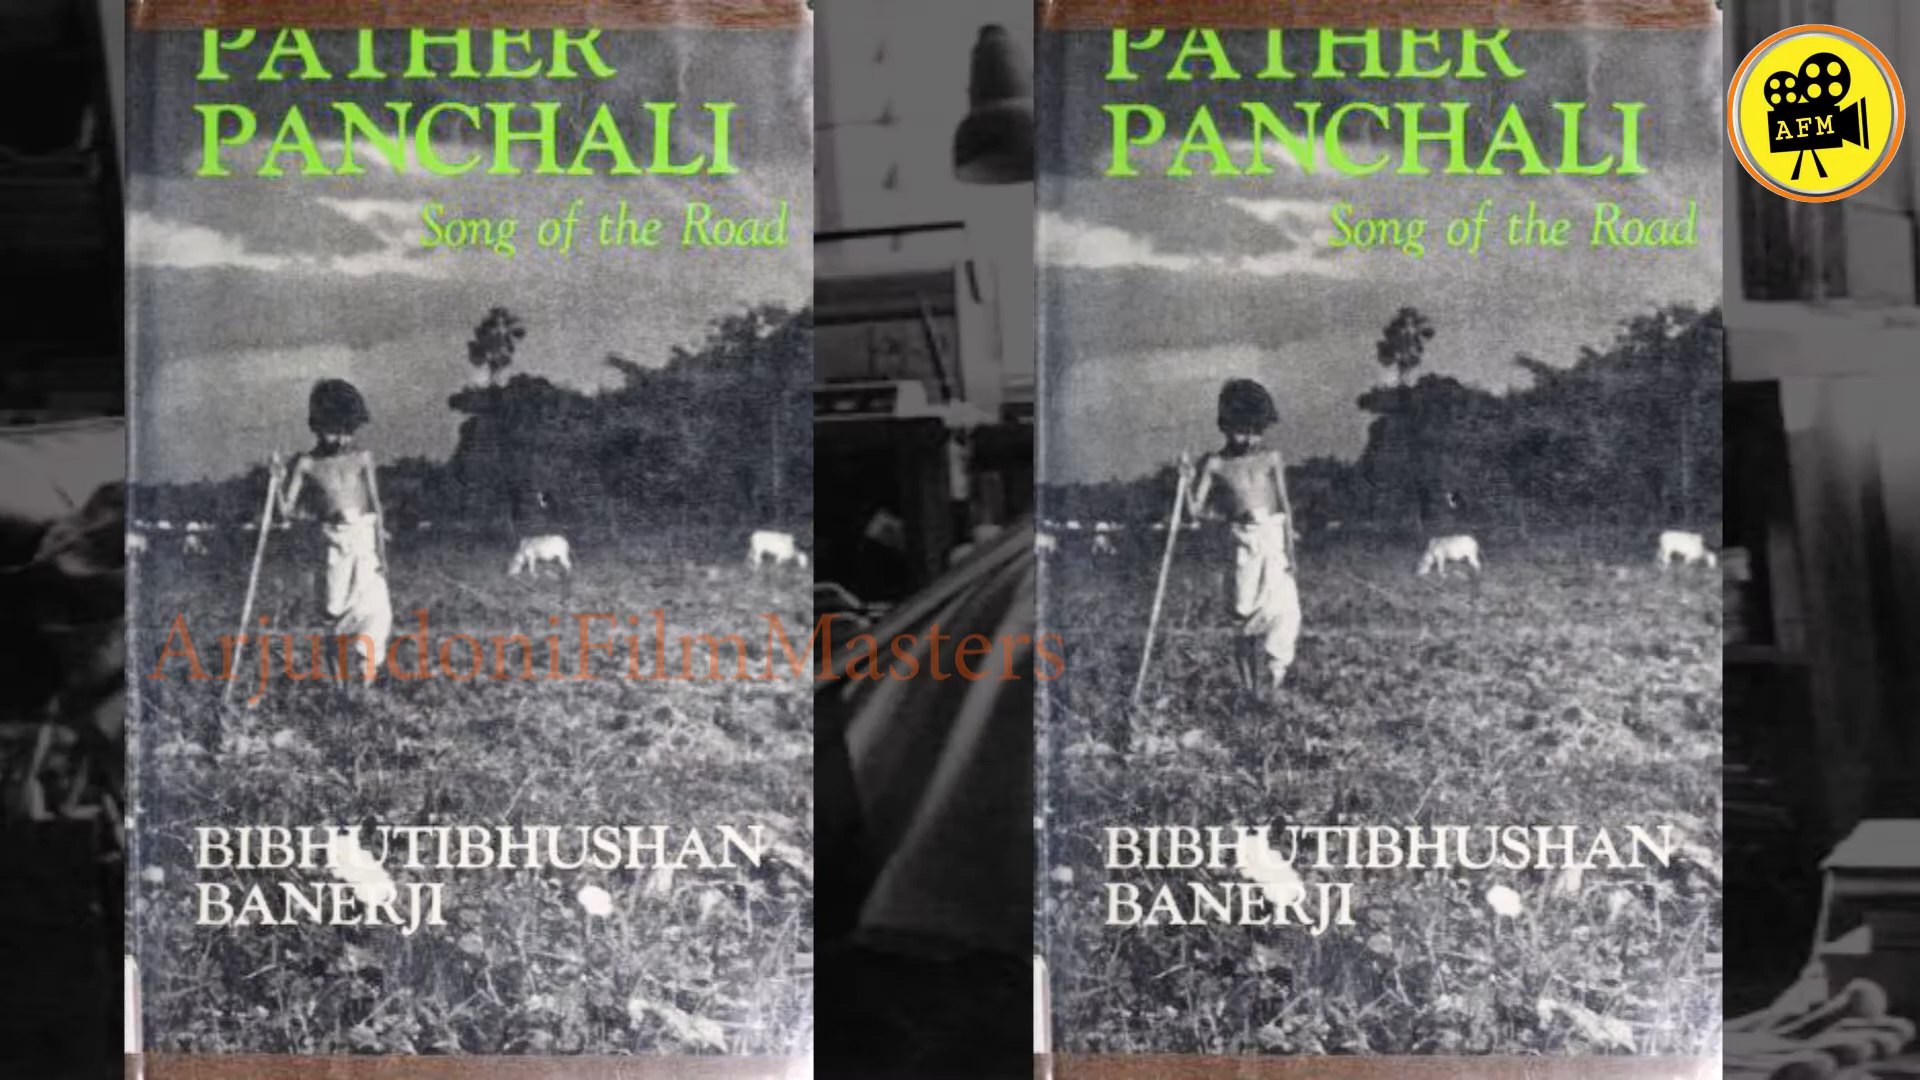 PATHER
PANCHALI
Song of the Road
BIBHUTIBHUSHAN
BANERJI
PATHER
PANCHALI
Song of the Road
BIBHUTIBHUSHAN
BANERJI
AFM
ArjundoniFilmMasters